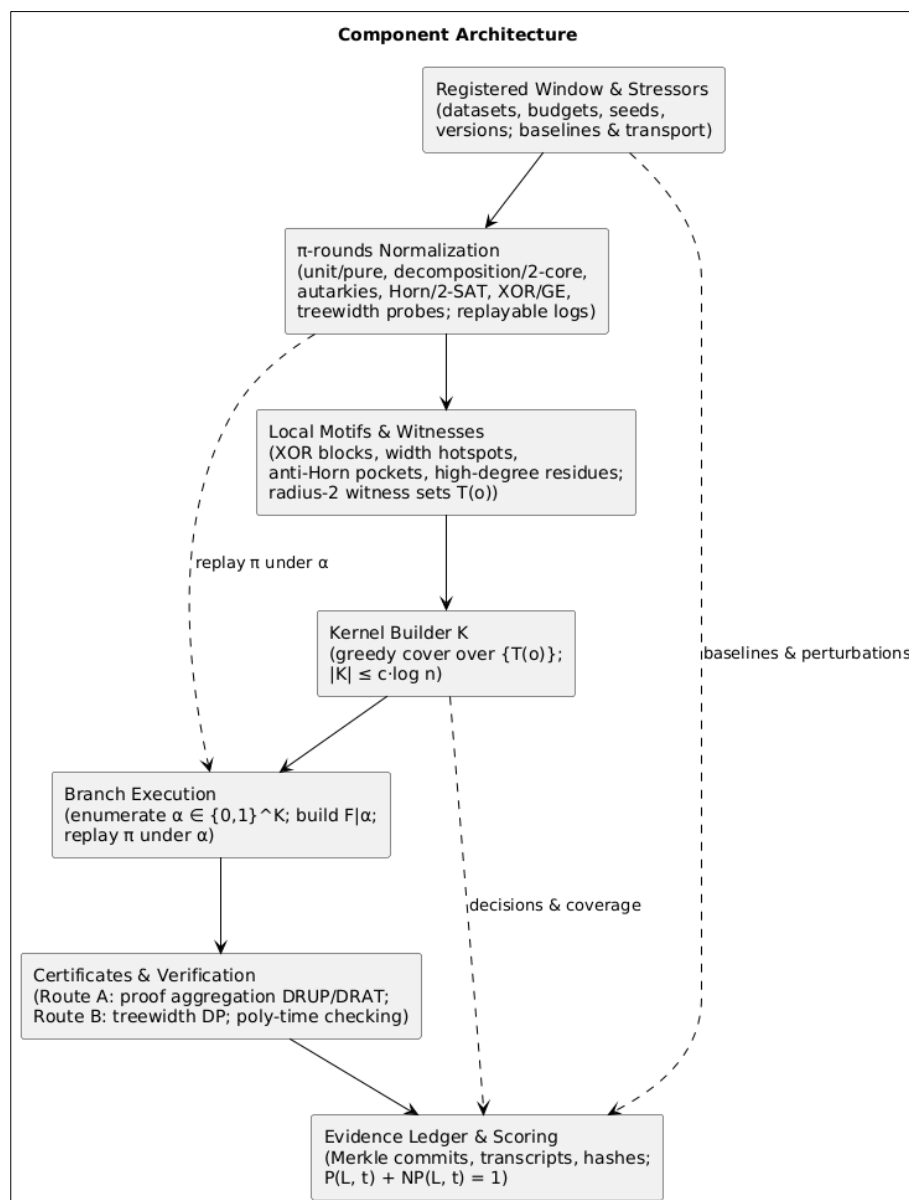 Component Architecture
Registered Window & Stressors
(datasets, budgets, seeds,
versions; baselines & transport)
π-rounds Normalization
(unit/pure, decomposition/2-core,
autarkies, Horn/2-SAT, XOR/GE,
treewidth probes; replayable logs)
Local Motifs & Witnesses
(XOR blocks, width hotspots,
anti-Horn pockets, high-degree residues;
radius-2 witness sets T(o))
replay π under α
Kernel Builder K
(greedy cover over {T(o)};
|K| ≤ c·log n)
baselines & perturbations
Branch Execution
(enumerate α ∈ {0,1}^K; build F|α;
replay π under α)
decisions & coverage
Certificates & Verification
(Route A: proof aggregation DRUP/DRAT;
Route B: treewidth DP; poly-time checking)
Evidence Ledger & Scoring
(Merkle commits, transcripts, hashes;
P(L, t) + NP(L, t) = 1)